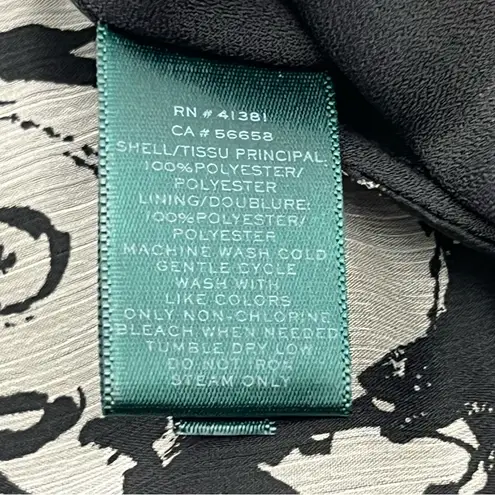 RN # 41381
CA # 56658
SHELL/TISSU PRINCIPAL:
100%POLYESTER/
POLYESTER
LINING/DOUBLURE:
100%POLYESTER/
POLYESTER
MACHINE WASH COLD
GENTLE CYCLE
WASH WITH
LIKE COLORS
ONLY NON-CHLORINE
BLEACH WHEN NEEDED
TUMBLE DRY LOW
DO NOT IRON
STEAM ONLY